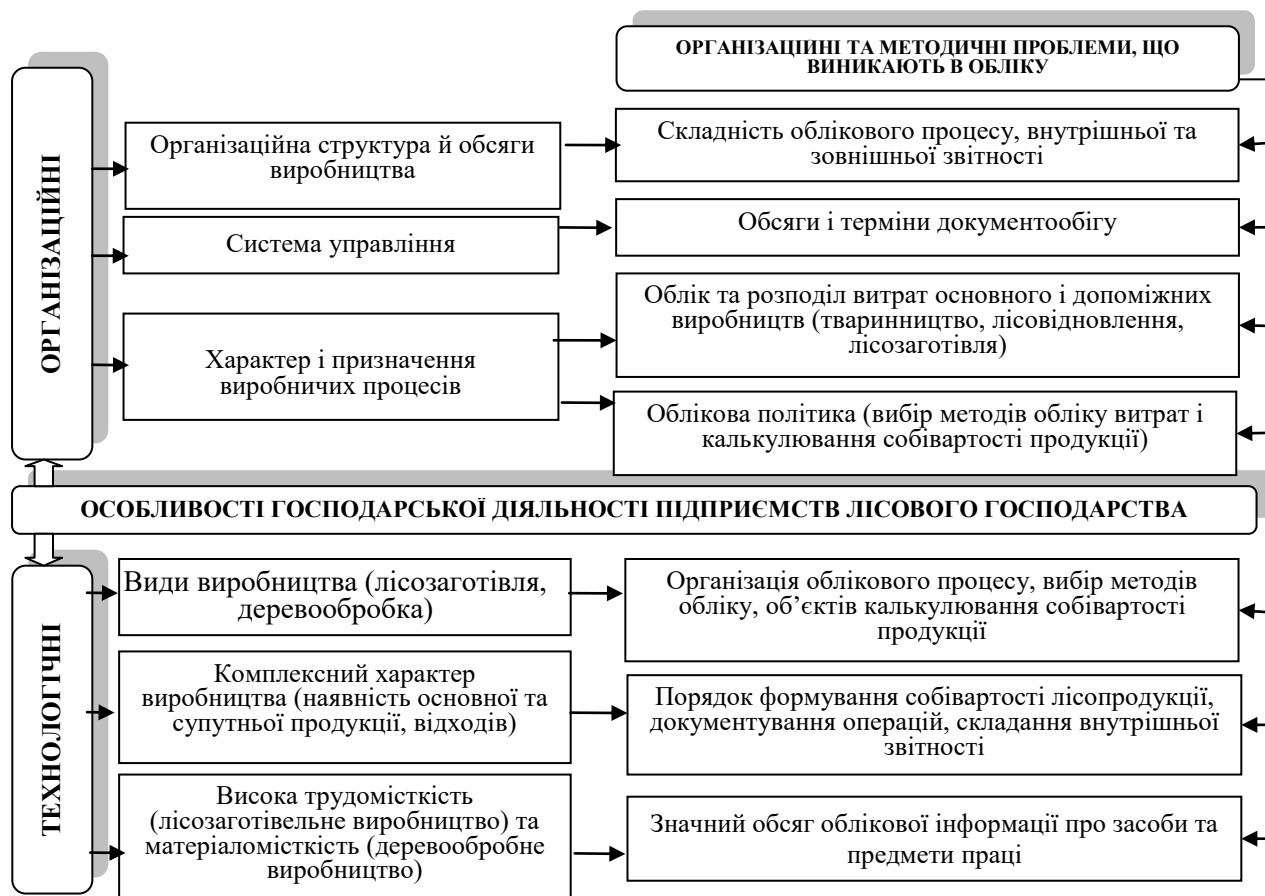 ОРГАНІЗАЦІЙНІ ТА МЕТОДИЧНІ ПРОБЛЕМИ, ЩО
ВИНИКАЮТЬ В ОБЛІКУ
ОРГАНІЗАЦІЙНІ
Організаційна структура й обсяги
виробництва
Складність облікового процесу, внутрішньої та
зовнішньої звітності
Система управління
Обсяги і терміни документообігу
Характер і призначення
виробничих процесів
Облік та розподіл витрат основного і допоміжних
виробництв (тваринництво, лісовідновлення,
лісозаготівля)
Облікова політика (вибір методів обліку витрат і
калькулювання собівартості продукції)
ОСОБЛИВОСТІ ГОСПОДАРСЬКОЇ ДІЯЛЬНОСТІ ПІДПРИЄМСТВ ЛІСОВОГО ГОСПОДАРСТВА
ТЕХНОЛОГІЧНІ
Види виробництва (лісозаготівля,
деревообробка)
Організація облікового процесу, вибір методів
обліку, об’єктів калькулювання собівартості
продукції
Комплексний характер
виробництва (наявність основної та
супутньої продукції, відходів)
Порядок формування собівартості лісопродукції,
документування операцій, складання внутрішньої
звітності
Висока трудомісткість
(лісозаготівельне виробництво) та
матеріаломісткість (деревообробне
виробництво)
Значний обсяг облікової інформації про засоби та
предмети праці